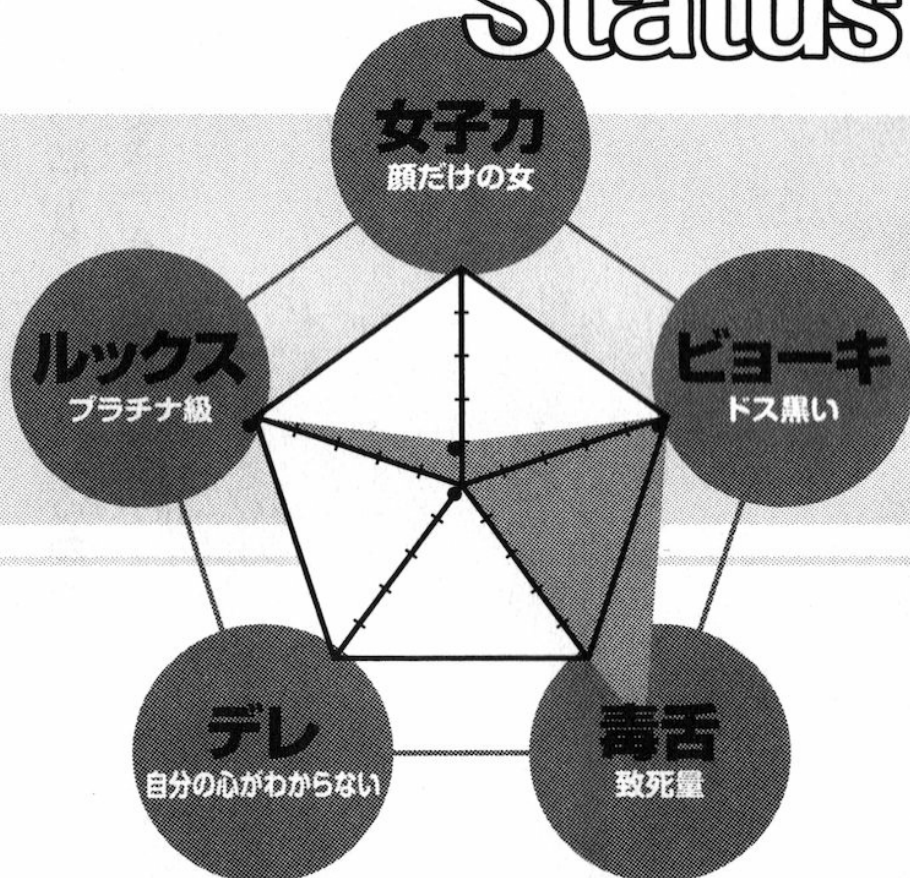 Status
女子力
顔だけの女
ルックス
プラチナ級
ビョーキ
ドス黒い
デレ
自分の心がわからない
毒舌
致死量